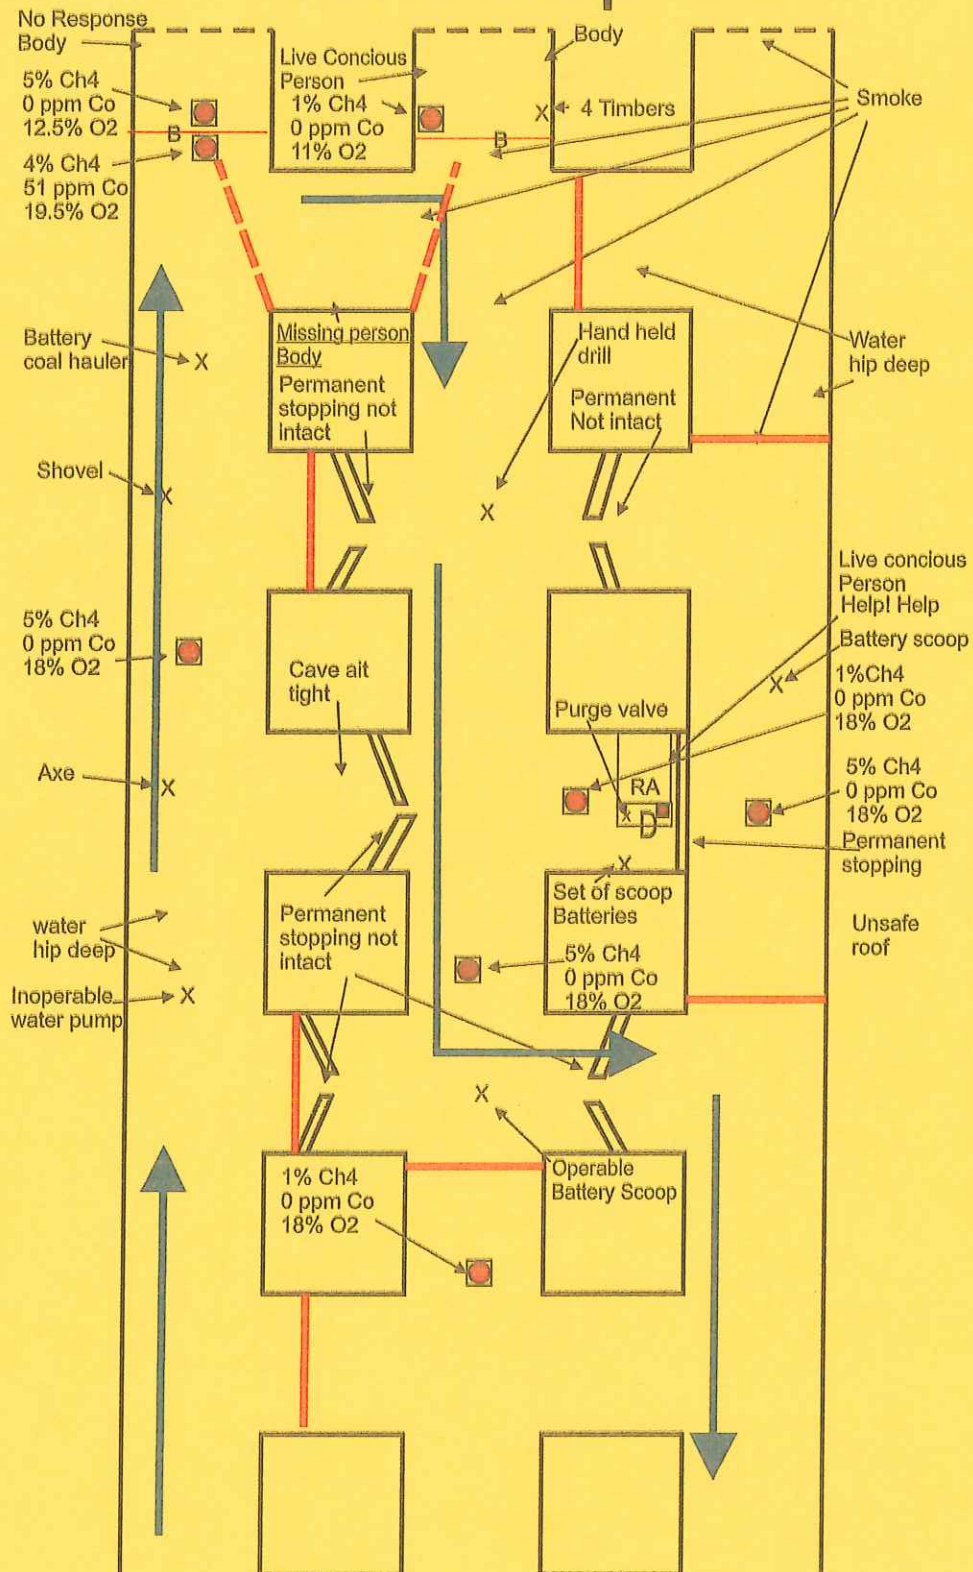 No Response
Body
5% Ch4
0 ppm Co
12.5% O2
B
4% Ch4
51 ppm Co
19.5% O2
Live Concious
Person
1% Ch4
0 ppm Co
11% O2
B
Body
X
4 Timbers
Smoke
Battery
coal hauler
X
Missing person
Body
Permanent
stopping not
intact
Hand held
drill
Permanent
Not intact
Water
hip deep
Shovel
X
X
Live concious
Person
Help! Help
Battery scoop
X
5% Ch4
0 ppm Co
18% O2
Cave ait
tight
Purge valve
1%Ch4
0 ppm Co
18% O2
Axe
X
RA
X
D
5% Ch4
0 ppm Co
18% O2
Permanent
stopping
X
Set of scoop
Batteries
water
hip deep
Permanent
stopping not
intact
5% Ch4
0 ppm Co
18% O2
Unsafe
roof
Inoperable
water pump
X
X
Operable
Battery Scoop
1% Ch4
0 ppm Co
18% O2